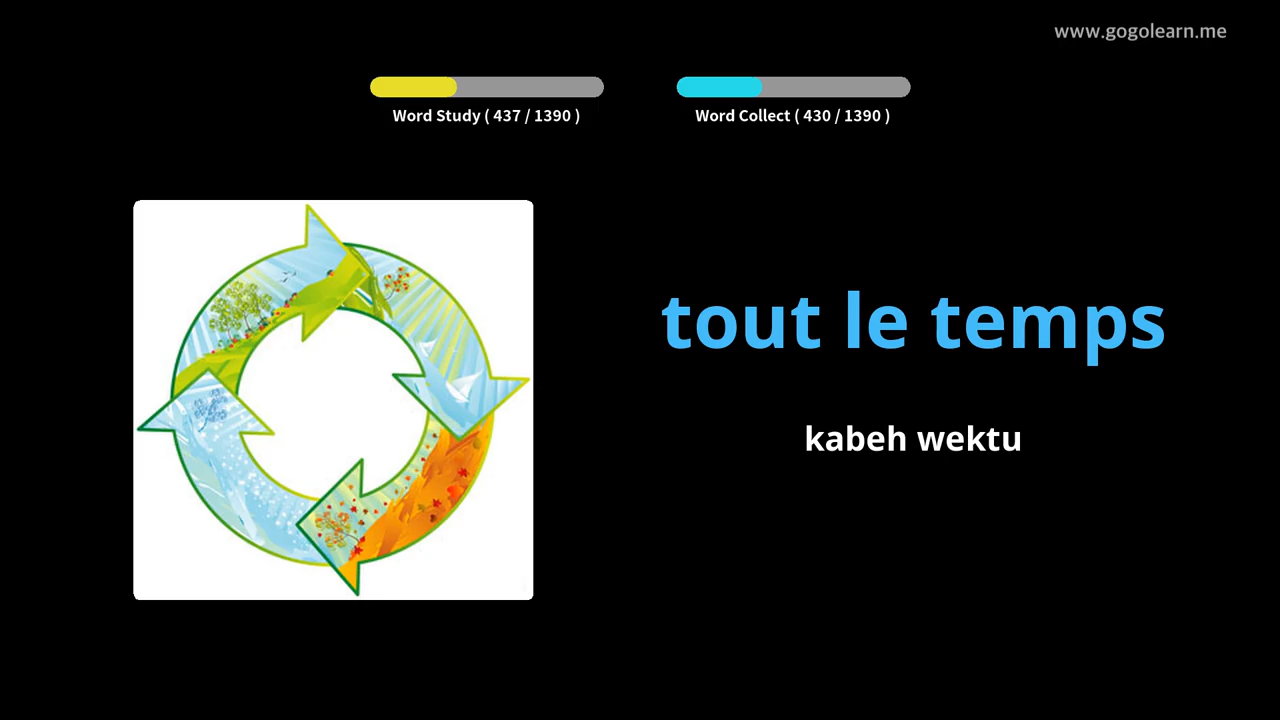 www.gogolearn.me
Word Study ( 437 / 1390 )
Word Collect ( 430 / 1390 )
tout le temps
kabeh wektu